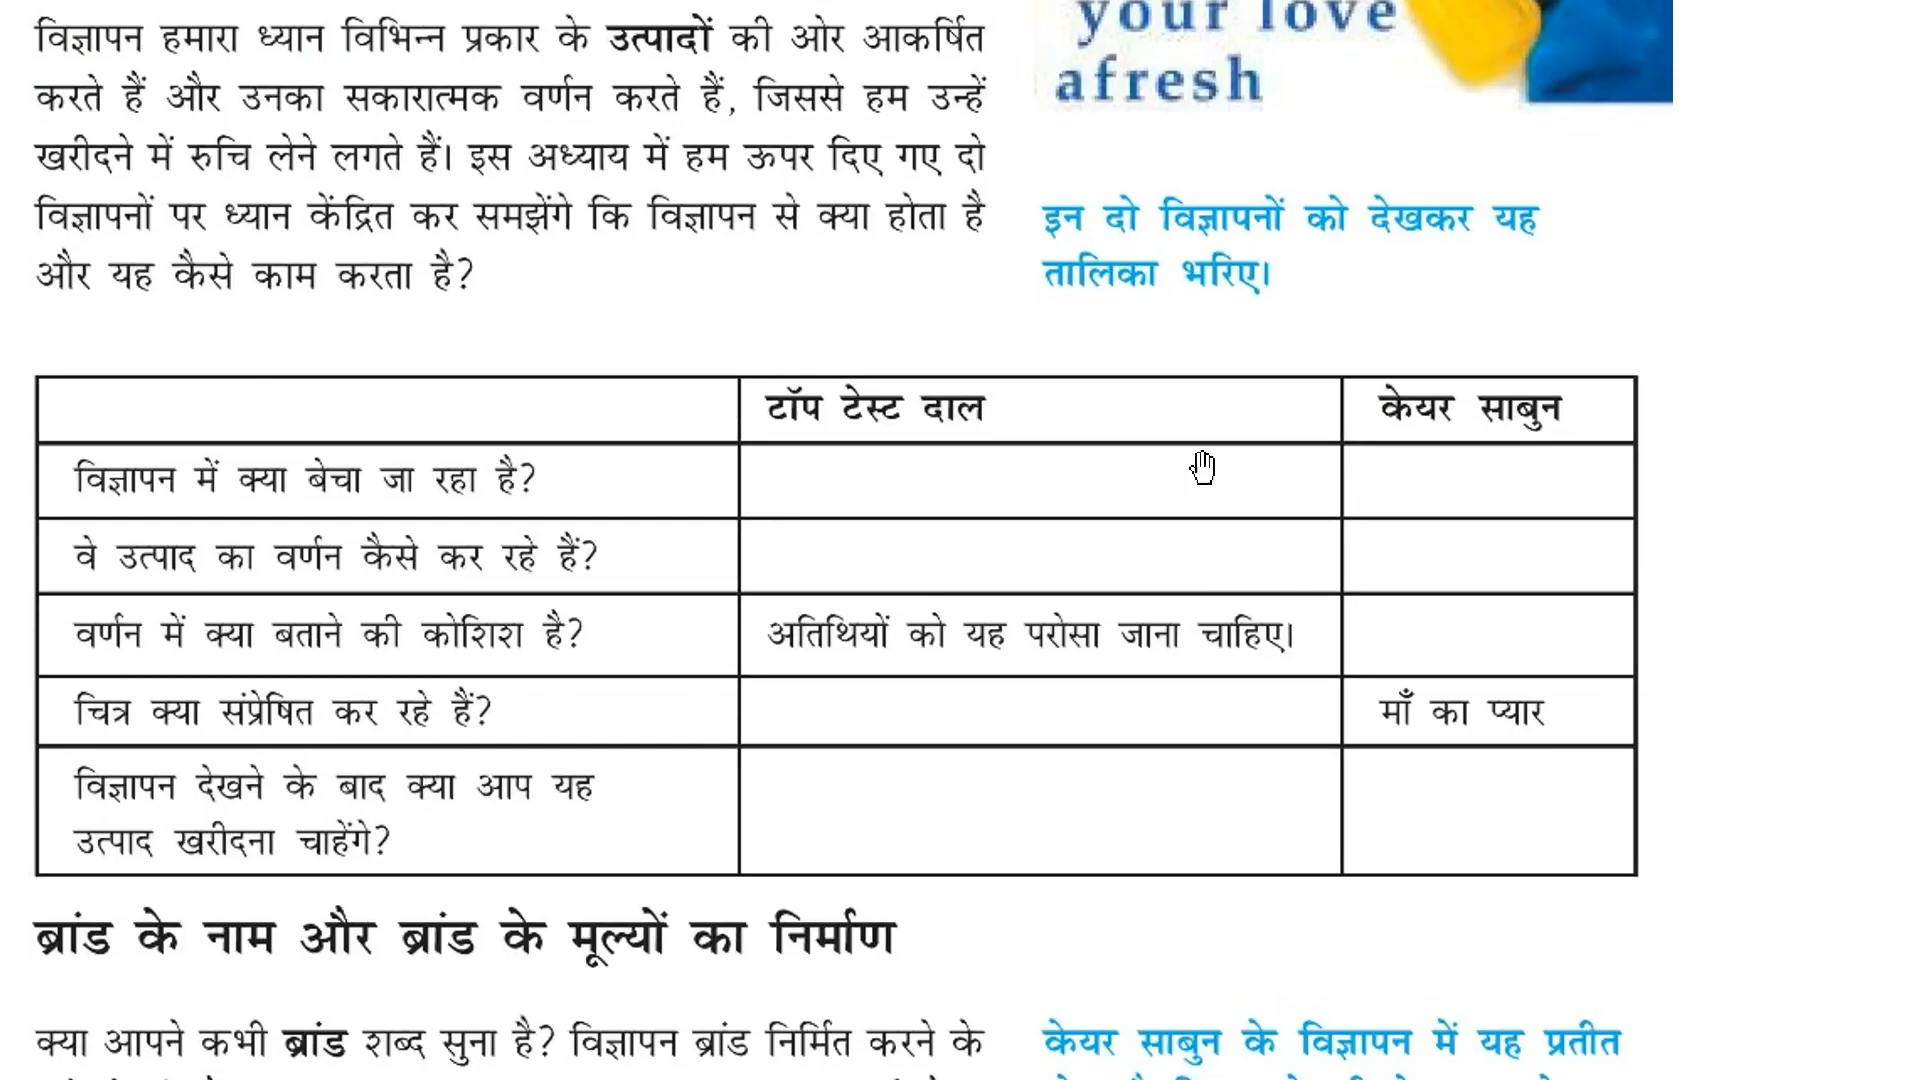 विज्ञापन हमारा ध्यान विभिन्न प्रकार के उत्पादों की ओर आकर्षित
करते हैं और उनका सकारात्मक वर्णन करते हैं, जिससे हम उन्हें
खरीदने में रुचि लेने लगते हैं। इस अध्याय में हम ऊपर दिए गए दो
विज्ञापनों पर ध्यान केंद्रित कर समझेंगे कि विज्ञापन से क्या होता है
और यह कैसे काम करता है?
your love
afresh
इन दो विज्ञापनों को देखकर यह
तालिका भरिए।
टॉप टेस्ट दाल
केयर साबुन
विज्ञापन में क्या बेचा जा रहा है?
वे उत्पाद का वर्णन कैसे कर रहे हैं?
वर्णन में क्या बताने की कोशिश है?
अतिथियों को यह परोसा जाना चाहिए।
चित्र क्या संप्रेषित कर रहे हैं?
माँ का प्यार
विज्ञापन देखने के बाद क्या आप यह
उत्पाद खरीदना चाहेंगे?
ब्रांड के नाम और ब्रांड के मूल्यों का निर्माण
क्या आपने कभी ब्रांड शब्द सुना है? विज्ञापन ब्रांड निर्मित करने के
केयर साबुन के विज्ञापन में यह प्रतीत